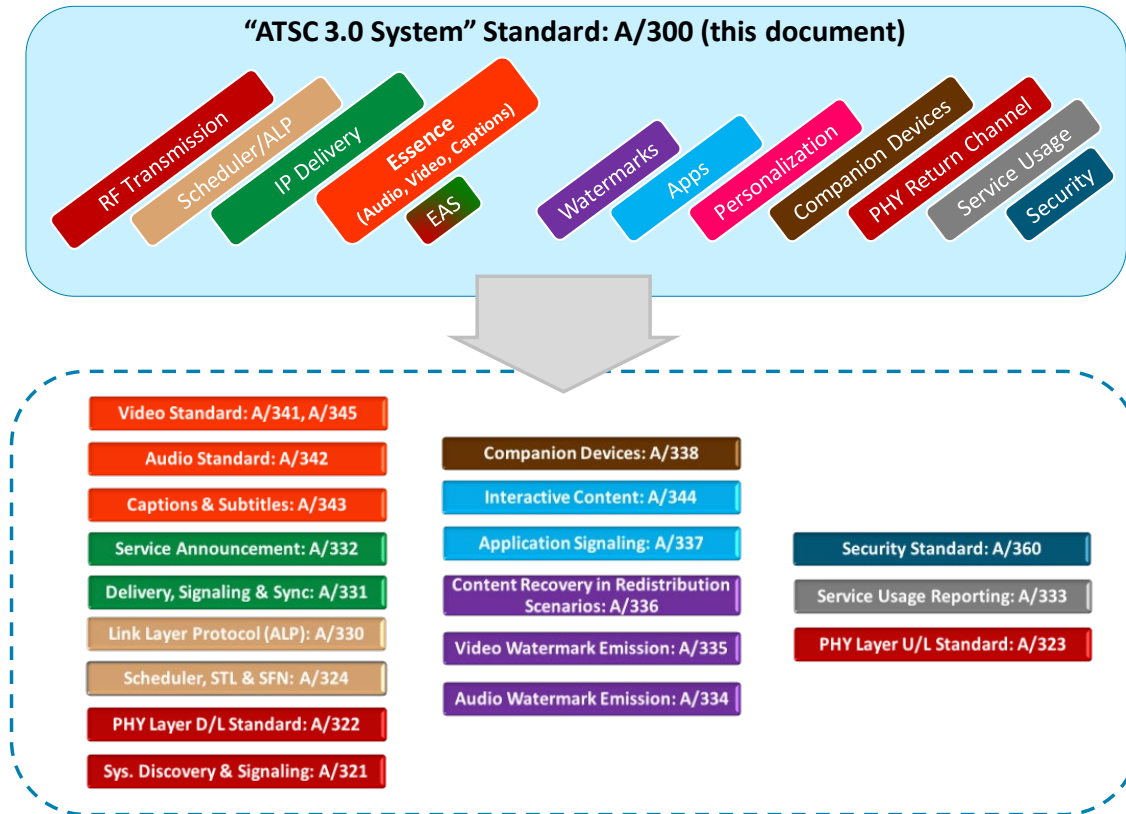 “ATSC 3.0 System” Standard: A/300 (this document)
RF Transmission
Scheduler/ALP
IP Delivery
Essence
(Audio, Video, Captions)
EAS
Watermarks
Apps
Personalization
Companion Devices
PHY Return Channel
Service Usage
Security
Video Standard: A/341, A/345
Audio Standard: A/342
Captions & Subtitles: A/343
Service Announcement: A/332
Delivery, Signaling & Sync: A/331
Link Layer Protocol (ALP): A/330
Scheduler, STL & SFN: A/324
PHY Layer D/L Standard: A/322
Sys. Discovery & Signaling: A/321
Companion Devices: A/338
Interactive Content: A/344
Application Signaling: A/337
Content Recovery in Redistribution
Scenarios: A/336
Video Watermark Emission: A/335
Audio Watermark Emission: A/334
Security Standard: A/360
Service Usage Reporting: A/333
PHY Layer U/L Standard: A/323